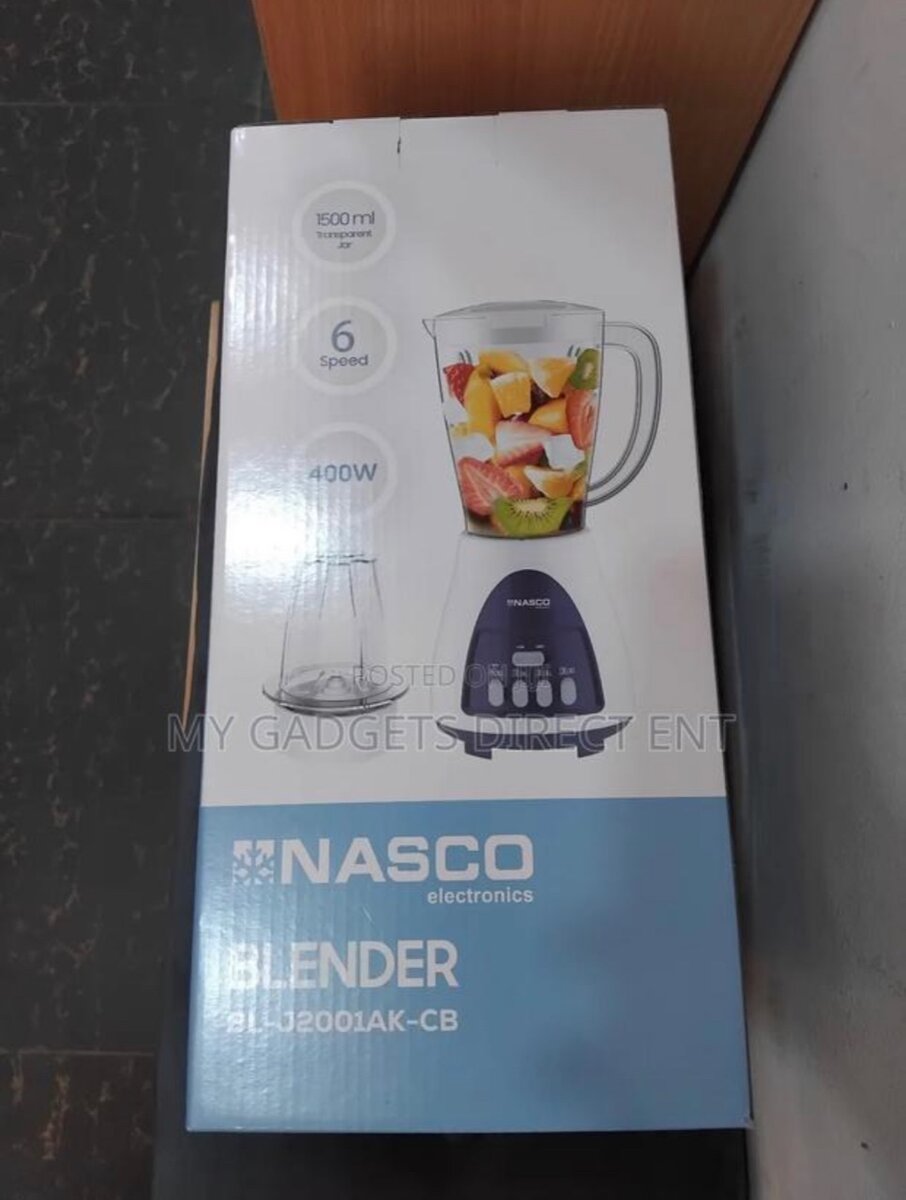 1500 ml
Transparent
Jar
6
Speed
400W
NASCO
POSTED ON
MY GADGETS DIRECT ENT
NASCO
electronics
BLENDER
BL-J2001AK-CB